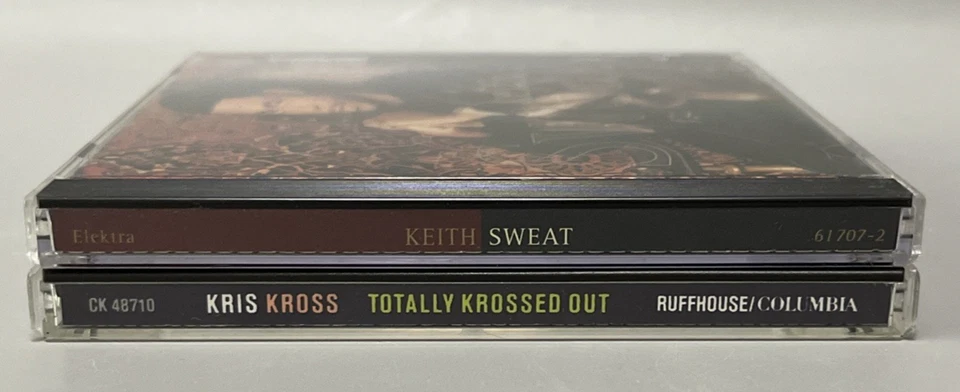 Elektra KEITH SWEAT 61707-2
CK 48710 KRIS KROSS TOTALLY KROSSED OUT RUFFHOUSE/COLUMBIA